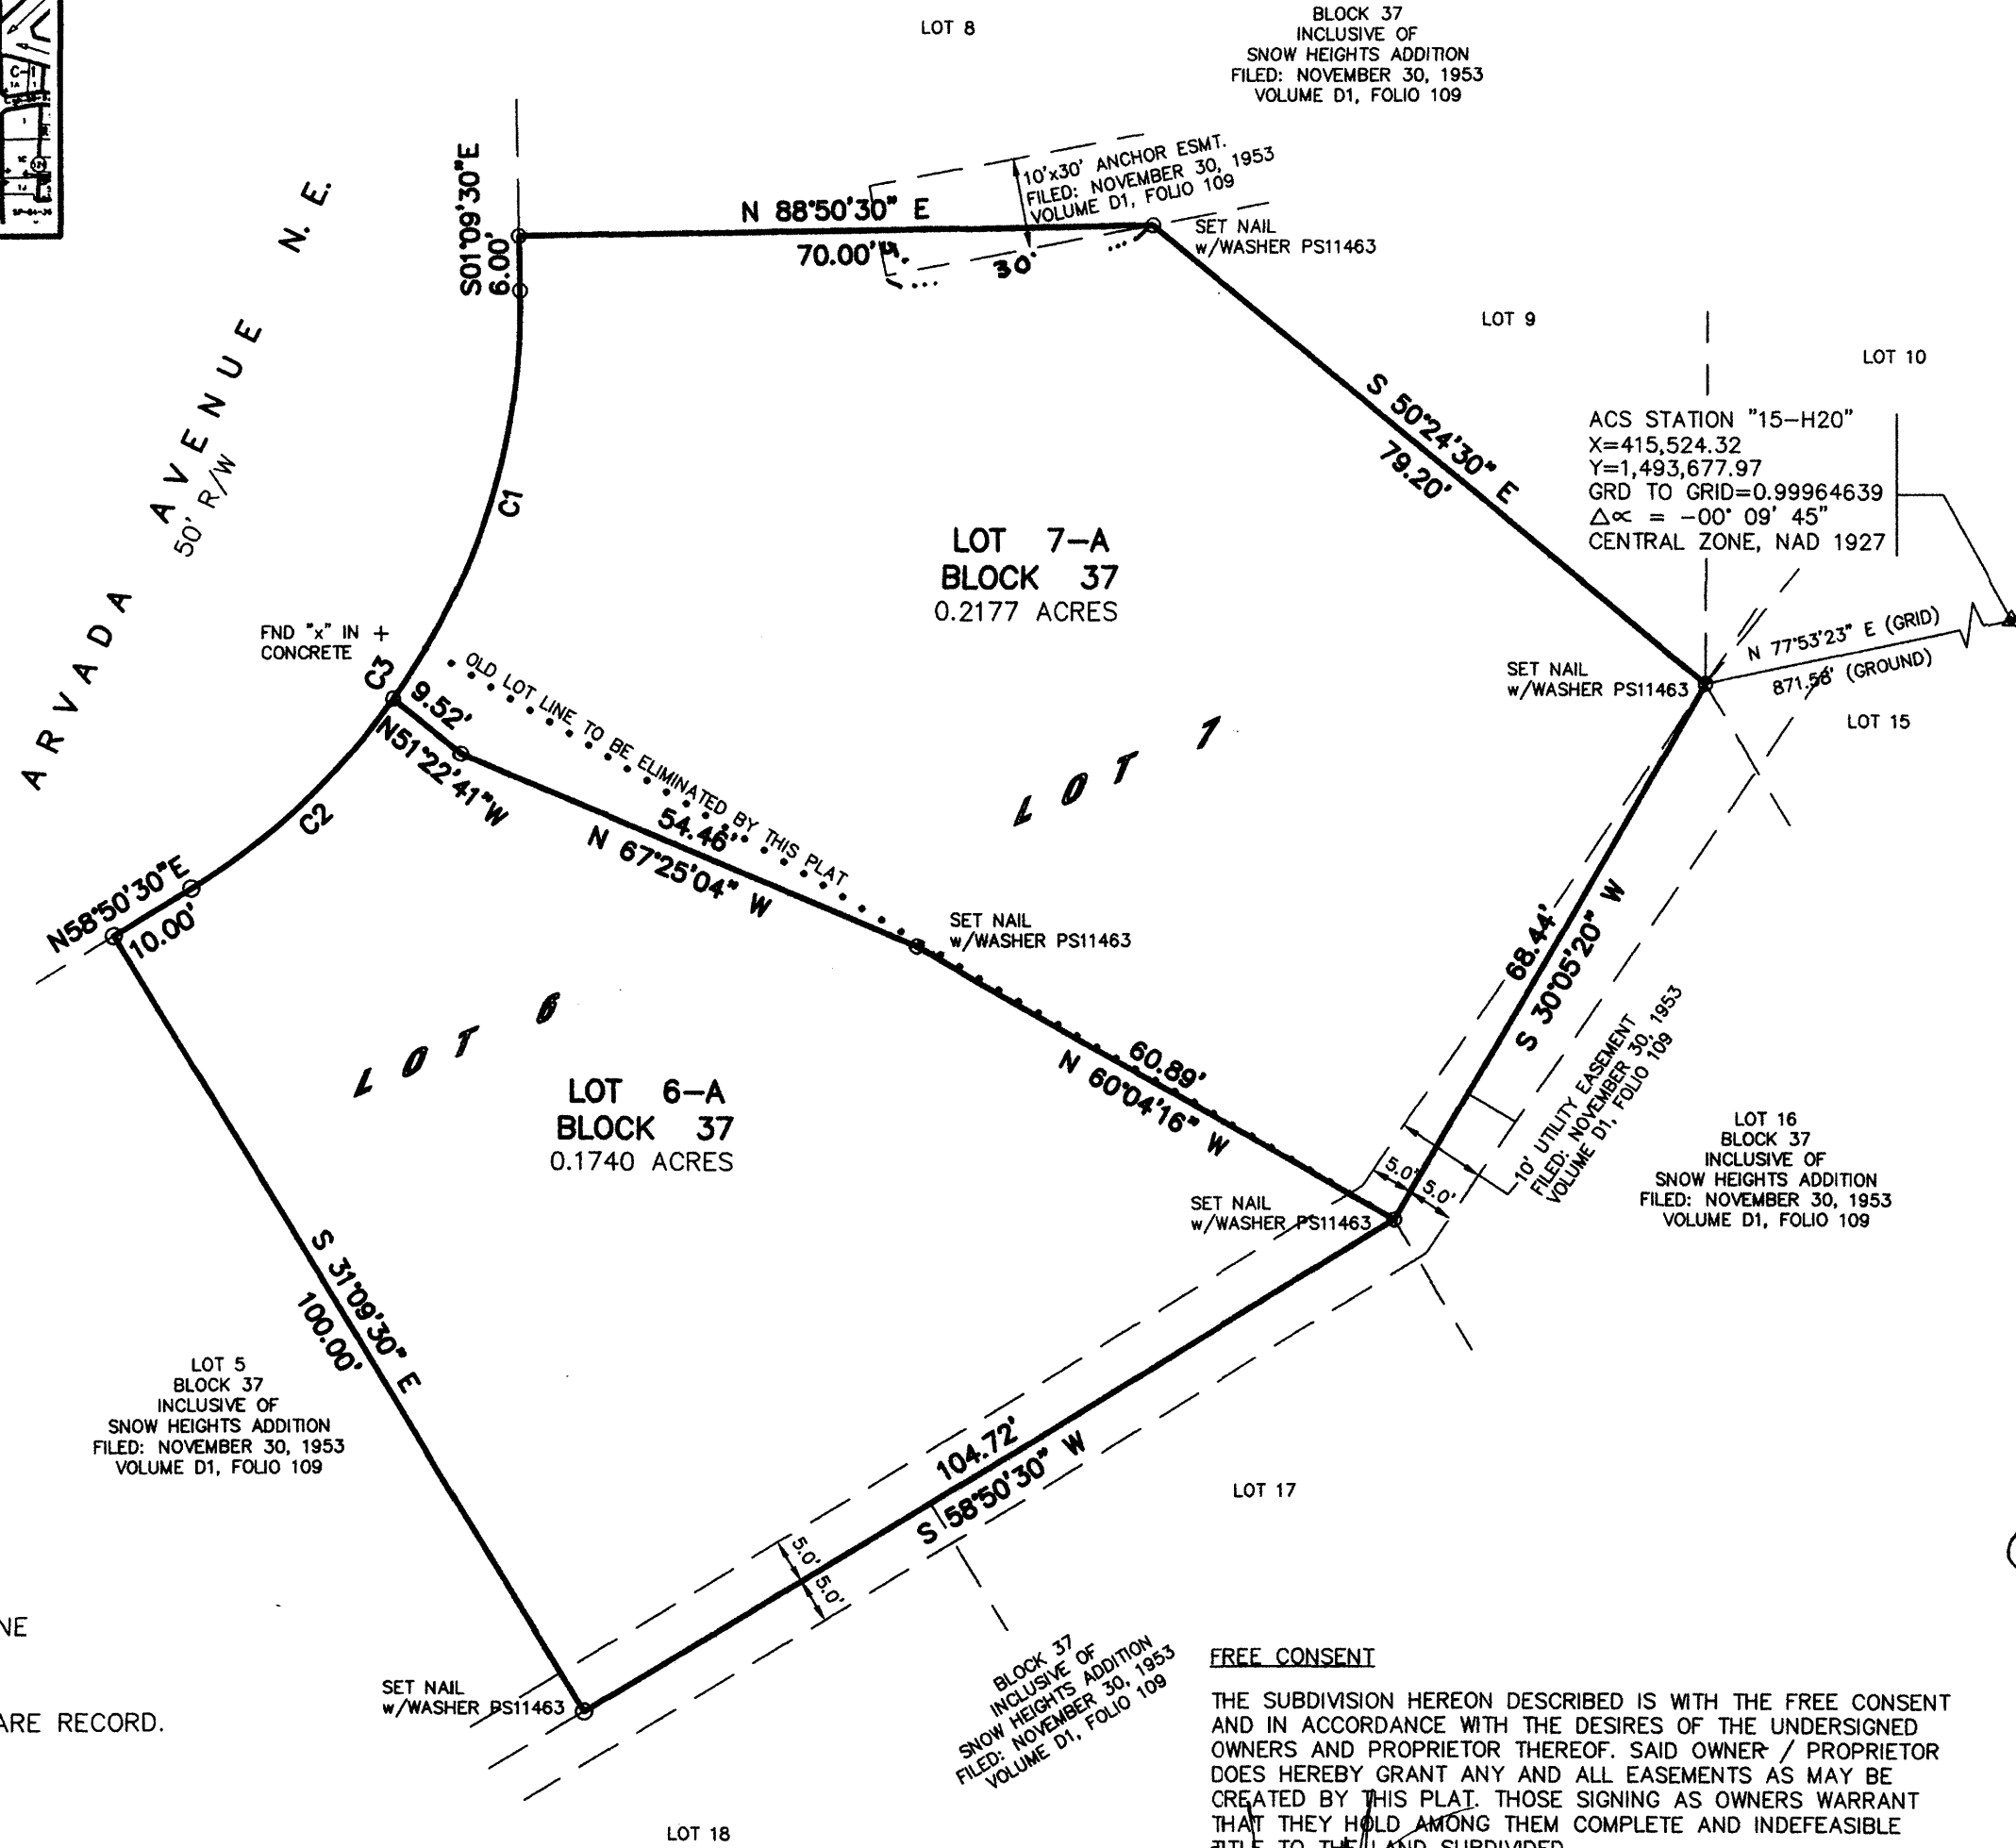 LOT 8
BLOCK 37
INCLUSIVE OF
SNOW HEIGHTS ADDITION
FILED: NOVEMBER 30, 1953
VOLUME D1, FOLIO 109
C-1
10'x30' ANCHOR ESMT.
FILED: NOVEMBER 30, 1953
VOLUME D1, FOLIO 109
S01°09'30"E
6.00'
N 88°50'30" E
70.00'
30'
SET NAIL
w/WASHER PS11463
ARVADA AVENUE N. E.
50' R/W
LOT 9
LOT 10
S 50°24'30" E
79.20'
ACS STATION "15-H20"
X=415,524.32
Y=1,493,677.97
GRD TO GRID=0.99964639
△∝ = -00° 09' 45"
CENTRAL ZONE, NAD 1927
C1
LOT 7-A
BLOCK 37
0.2177 ACRES
FND "x" IN +
CONCRETE
C3
9.52'
N51°22'41"W
OLD LOT LINE TO BE ELIMINATED BY THIS PLAT
N 77°53'23" E (GRID)
871.56' (GROUND)
SET NAIL
w/WASHER PS11463
LOT 15
LOT 7
C2
54.46'
N 67°25'04" W
N58°50'30"E
10.00'
SET NAIL
w/WASHER PS11463
68.44'
S 30°05'20" W
LOT 6
60.89'
N 60°04'16" W
10' UTILITY EASEMENT
FILED: NOVEMBER 30, 1953
VOLUME D1, FOLIO 109
LOT 6-A
BLOCK 37
0.1740 ACRES
LOT 16
BLOCK 37
INCLUSIVE OF
SNOW HEIGHTS ADDITION
FILED: NOVEMBER 30, 1953
VOLUME D1, FOLIO 109
5.0'
5.0'
SET NAIL
w/WASHER PS11463
S 31°09'30" E
100.00'
LOT 5
BLOCK 37
INCLUSIVE OF
SNOW HEIGHTS ADDITION
FILED: NOVEMBER 30, 1953
VOLUME D1, FOLIO 109
104.72'
S 58°50'30" W
LOT 17
5.0'
5.0'
NE
ARE RECORD.
SET NAIL
w/WASHER PS11463
BLOCK 37
INCLUSIVE OF
SNOW HEIGHTS ADDITION
FILED: NOVEMBER 30, 1953
VOLUME D1, FOLIO 109
LOT 18
FREE CONSENT
THE SUBDIVISION HEREON DESCRIBED IS WITH THE FREE CONSENT
AND IN ACCORDANCE WITH THE DESIRES OF THE UNDERSIGNED
OWNERS AND PROPRIETOR THEREOF. SAID OWNER / PROPRIETOR
DOES HEREBY GRANT ANY AND ALL EASEMENTS AS MAY BE
CREATED BY THIS PLAT. THOSE SIGNING AS OWNERS WARRANT
THAT THEY HOLD AMONG THEM COMPLETE AND INDEFEASIBLE
TITLE TO THE LAND SUBDIVIDED